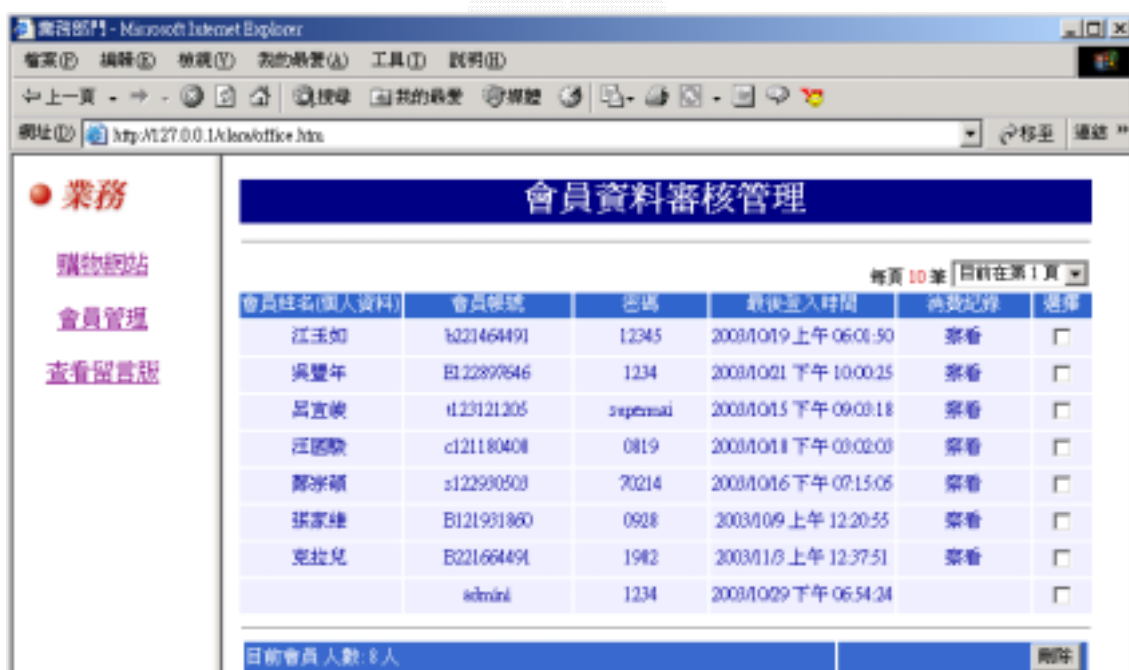 業務部門 - Microsoft Internet Explorer
檔案(F) 編輯(E) 檢視(V) 我的最愛(A) 工具(T) 說明(H)
上一頁 搜尋 我的最愛 媒體
網址(D) http://127.0.0.1/clara/office.htm 移至 連結 »
業務
會員資料審核管理
購物網站
會員管理
查看留言版
每頁 10 筆 目前在第 1 頁
會員姓名(個人資料) 會員帳號 密碼 最後登入時間 消費記錄 選擇
江玉如 b221464491 12345 2003/10/19 上午 06:01:50 察看
吳豐年 E122897646 1234 2003/10/21 下午 10:00:25 察看
呂宜峻 t123121205 2003/10/15 下午 09:03:18 察看
汪國駿 c121180408 0819 2003/10/18 下午 03:02:03 察看
鄭宗碩 s122930503 70214 2003/10/16 下午 07:15:06 察看
張家維 B121931860 0928 2003/10/9 上午 12:20:55 察看
克拉兒 B221664491 1982 2003/11/3 上午 12:37:51 察看
admini 1234 2003/10/29 下午 06:54:24
目前會員人數: 8 人 刪除